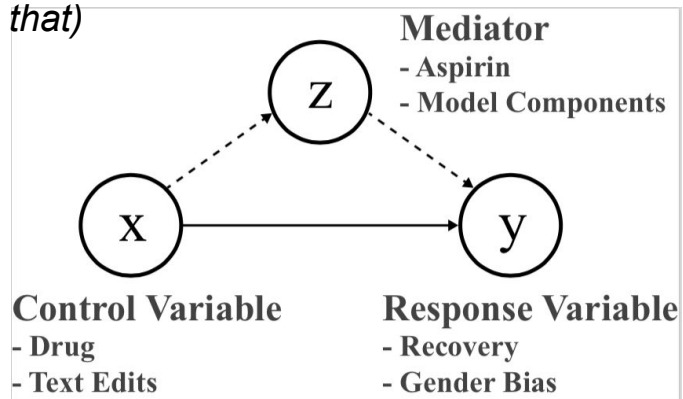 that)
Mediator
- Aspirin
- Model Components
z
x
y
Control Variable
- Drug
- Text Edits
Response Variable
- Recovery
- Gender Bias